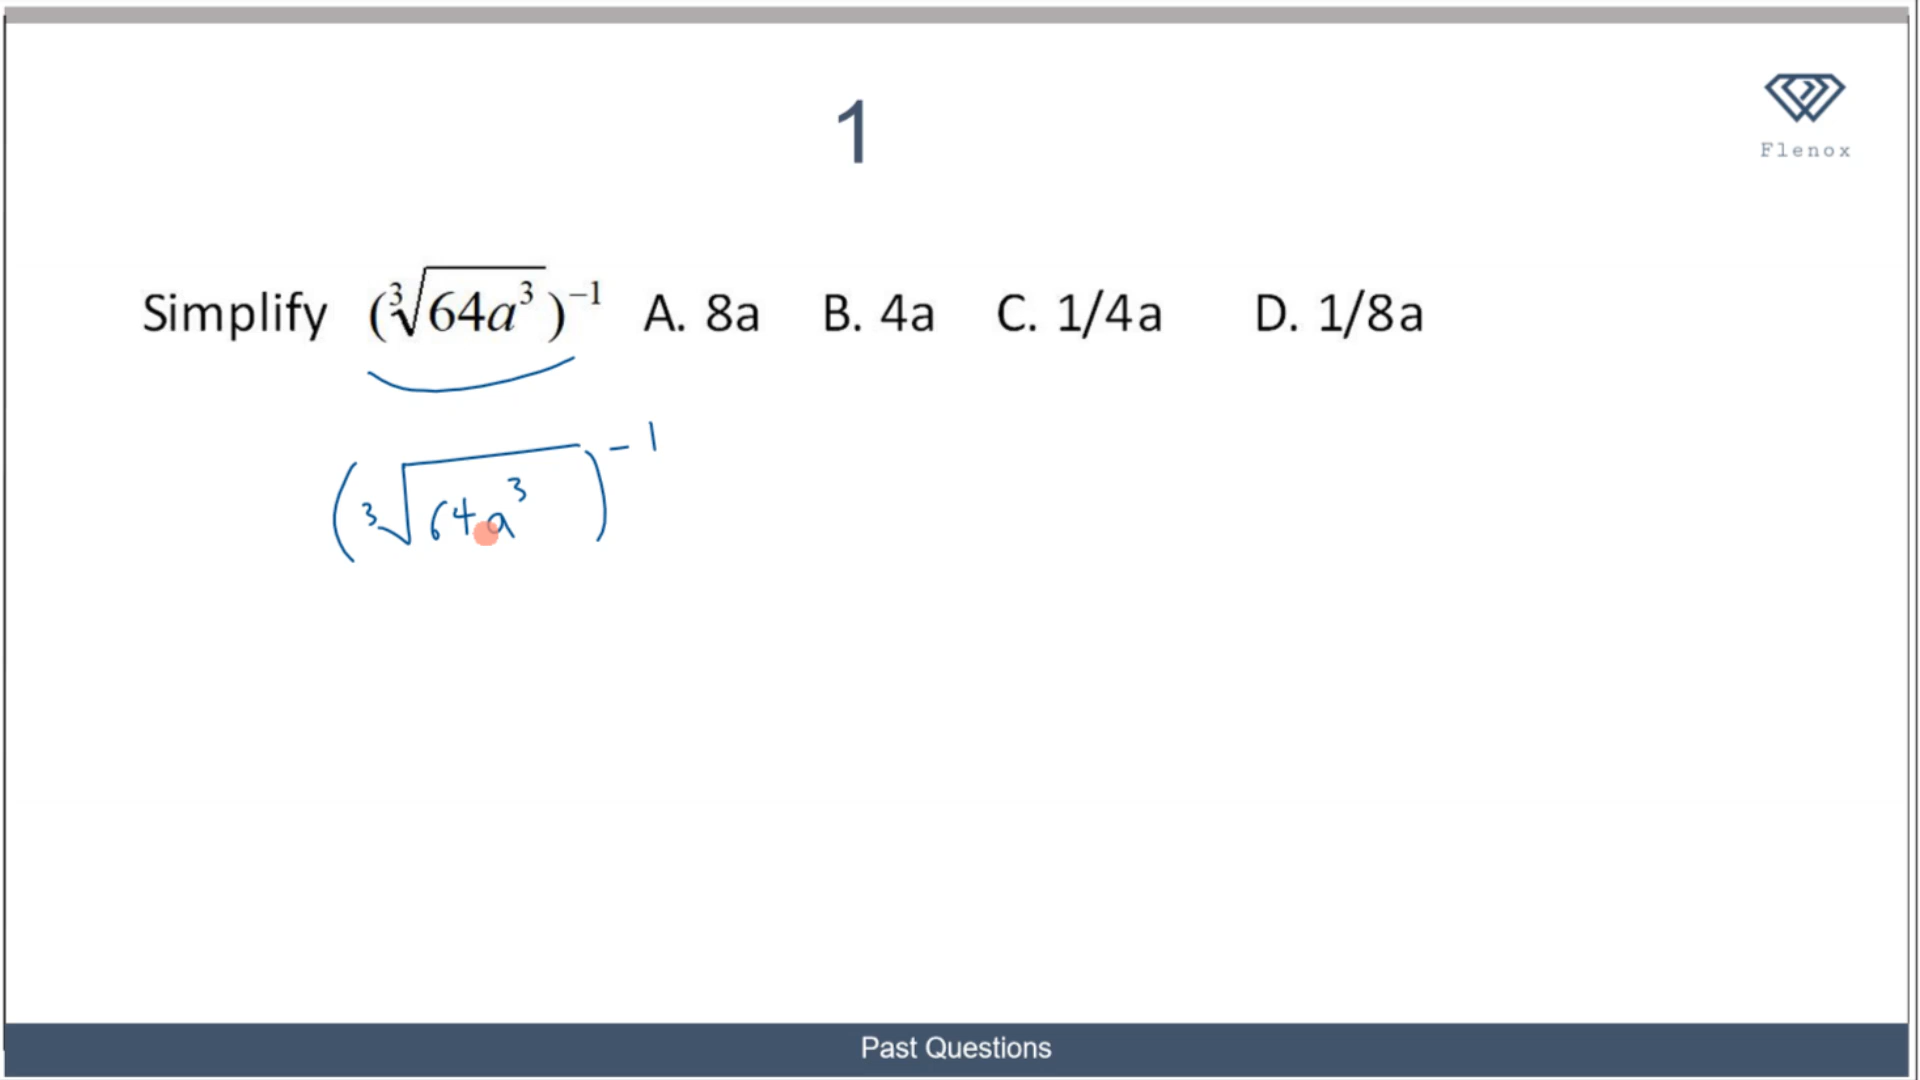 1
Flenox
Simplify (∛64a³)⁻¹ A. 8a B. 4a C. 1/4a D. 1/8a
(∛64a³)⁻¹
Past Questions